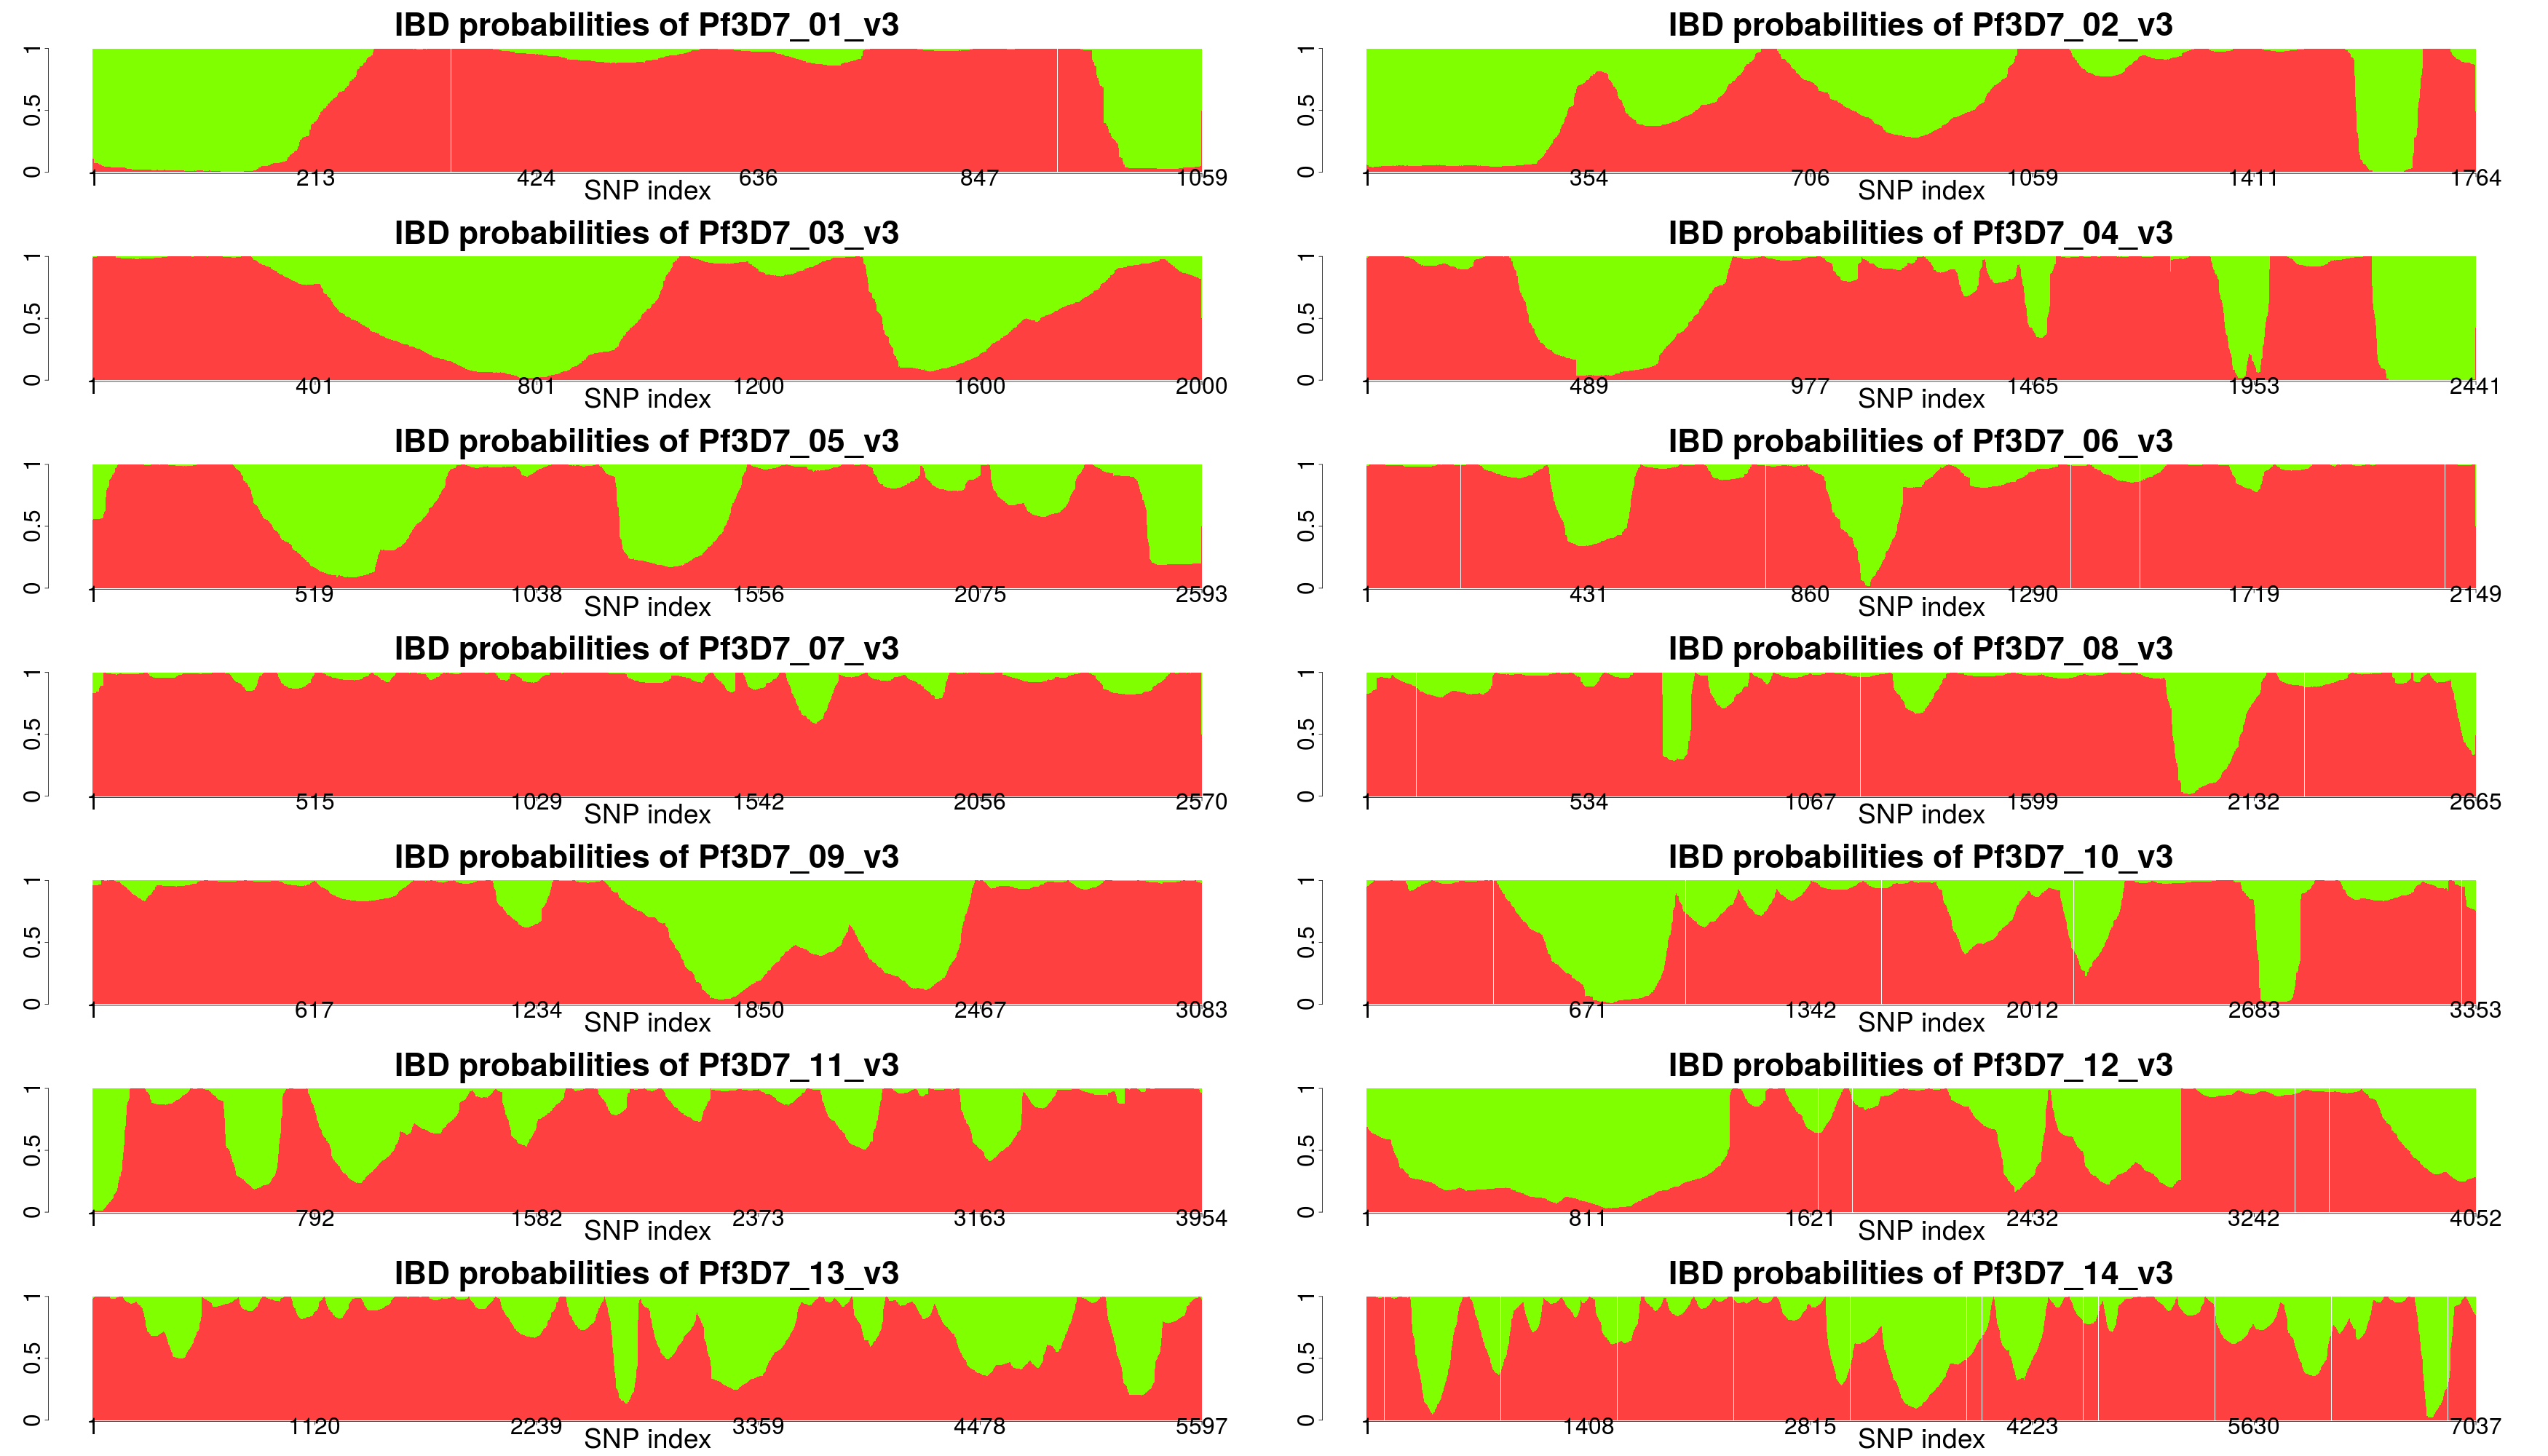 IBD probabilities of Pf3D7_01_v3
0 0.5 1
1 213 424 636 847 1059
SNP index
IBD probabilities of Pf3D7_02_v3
0 0.5 1
1 354 706 1059 1411 1764
SNP index
IBD probabilities of Pf3D7_03_v3
0 0.5 1
1 401 801 1200 1600 2000
SNP index
IBD probabilities of Pf3D7_04_v3
0 0.5 1
1 489 977 1465 1953 2441
SNP index
IBD probabilities of Pf3D7_05_v3
0 0.5 1
1 519 1038 1556 2075 2593
SNP index
IBD probabilities of Pf3D7_06_v3
0 0.5 1
1 431 860 1290 1719 2149
SNP index
IBD probabilities of Pf3D7_07_v3
0 0.5 1
1 515 1029 1542 2056 2570
SNP index
IBD probabilities of Pf3D7_08_v3
0 0.5 1
1 534 1067 1599 2132 2665
SNP index
IBD probabilities of Pf3D7_09_v3
0 0.5 1
1 617 1234 1850 2467 3083
SNP index
IBD probabilities of Pf3D7_10_v3
0 0.5 1
1 671 1342 2012 2683 3353
SNP index
IBD probabilities of Pf3D7_11_v3
0 0.5 1
1 792 1582 2373 3163 3954
SNP index
IBD probabilities of Pf3D7_12_v3
0 0.5 1
1 811 1621 2432 3242 4052
SNP index
IBD probabilities of Pf3D7_13_v3
0 0.5 1
1 1120 2239 3359 4478 5597
SNP index
IBD probabilities of Pf3D7_14_v3
0 0.5 1
1 1408 2815 4223 5630 7037
SNP index